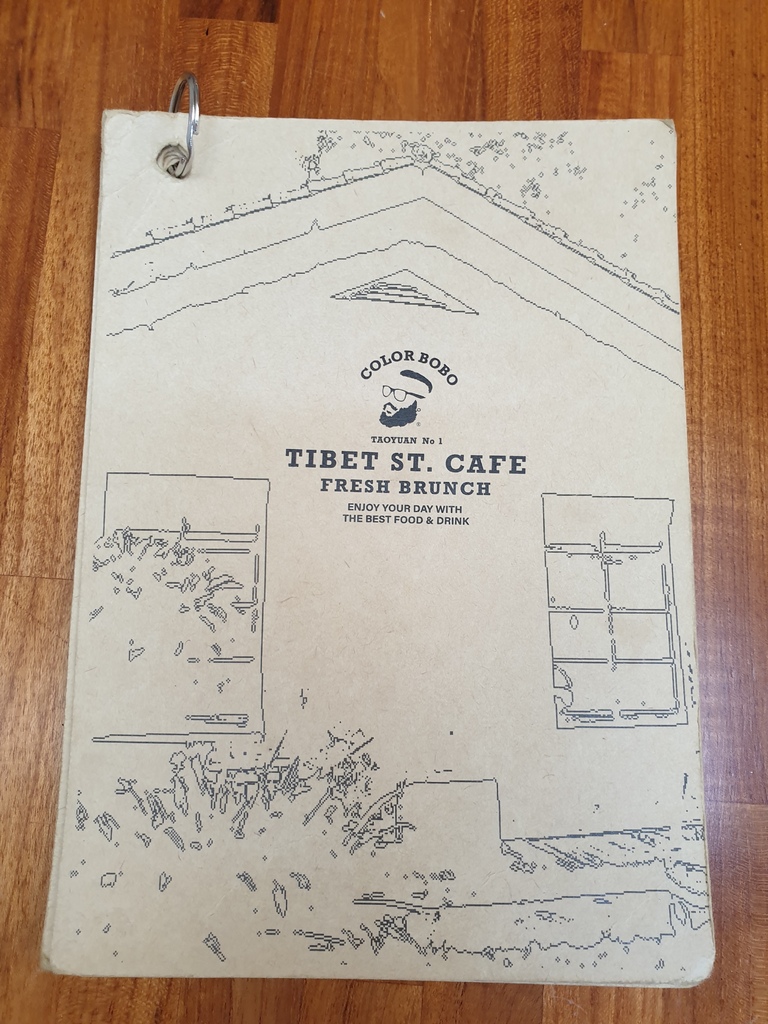 COLOR BOBO
TAOYUAN No 1
TIBET ST. CAFE
FRESH BRUNCH
ENJOY YOUR DAY WITH
THE BEST FOOD & DRINK